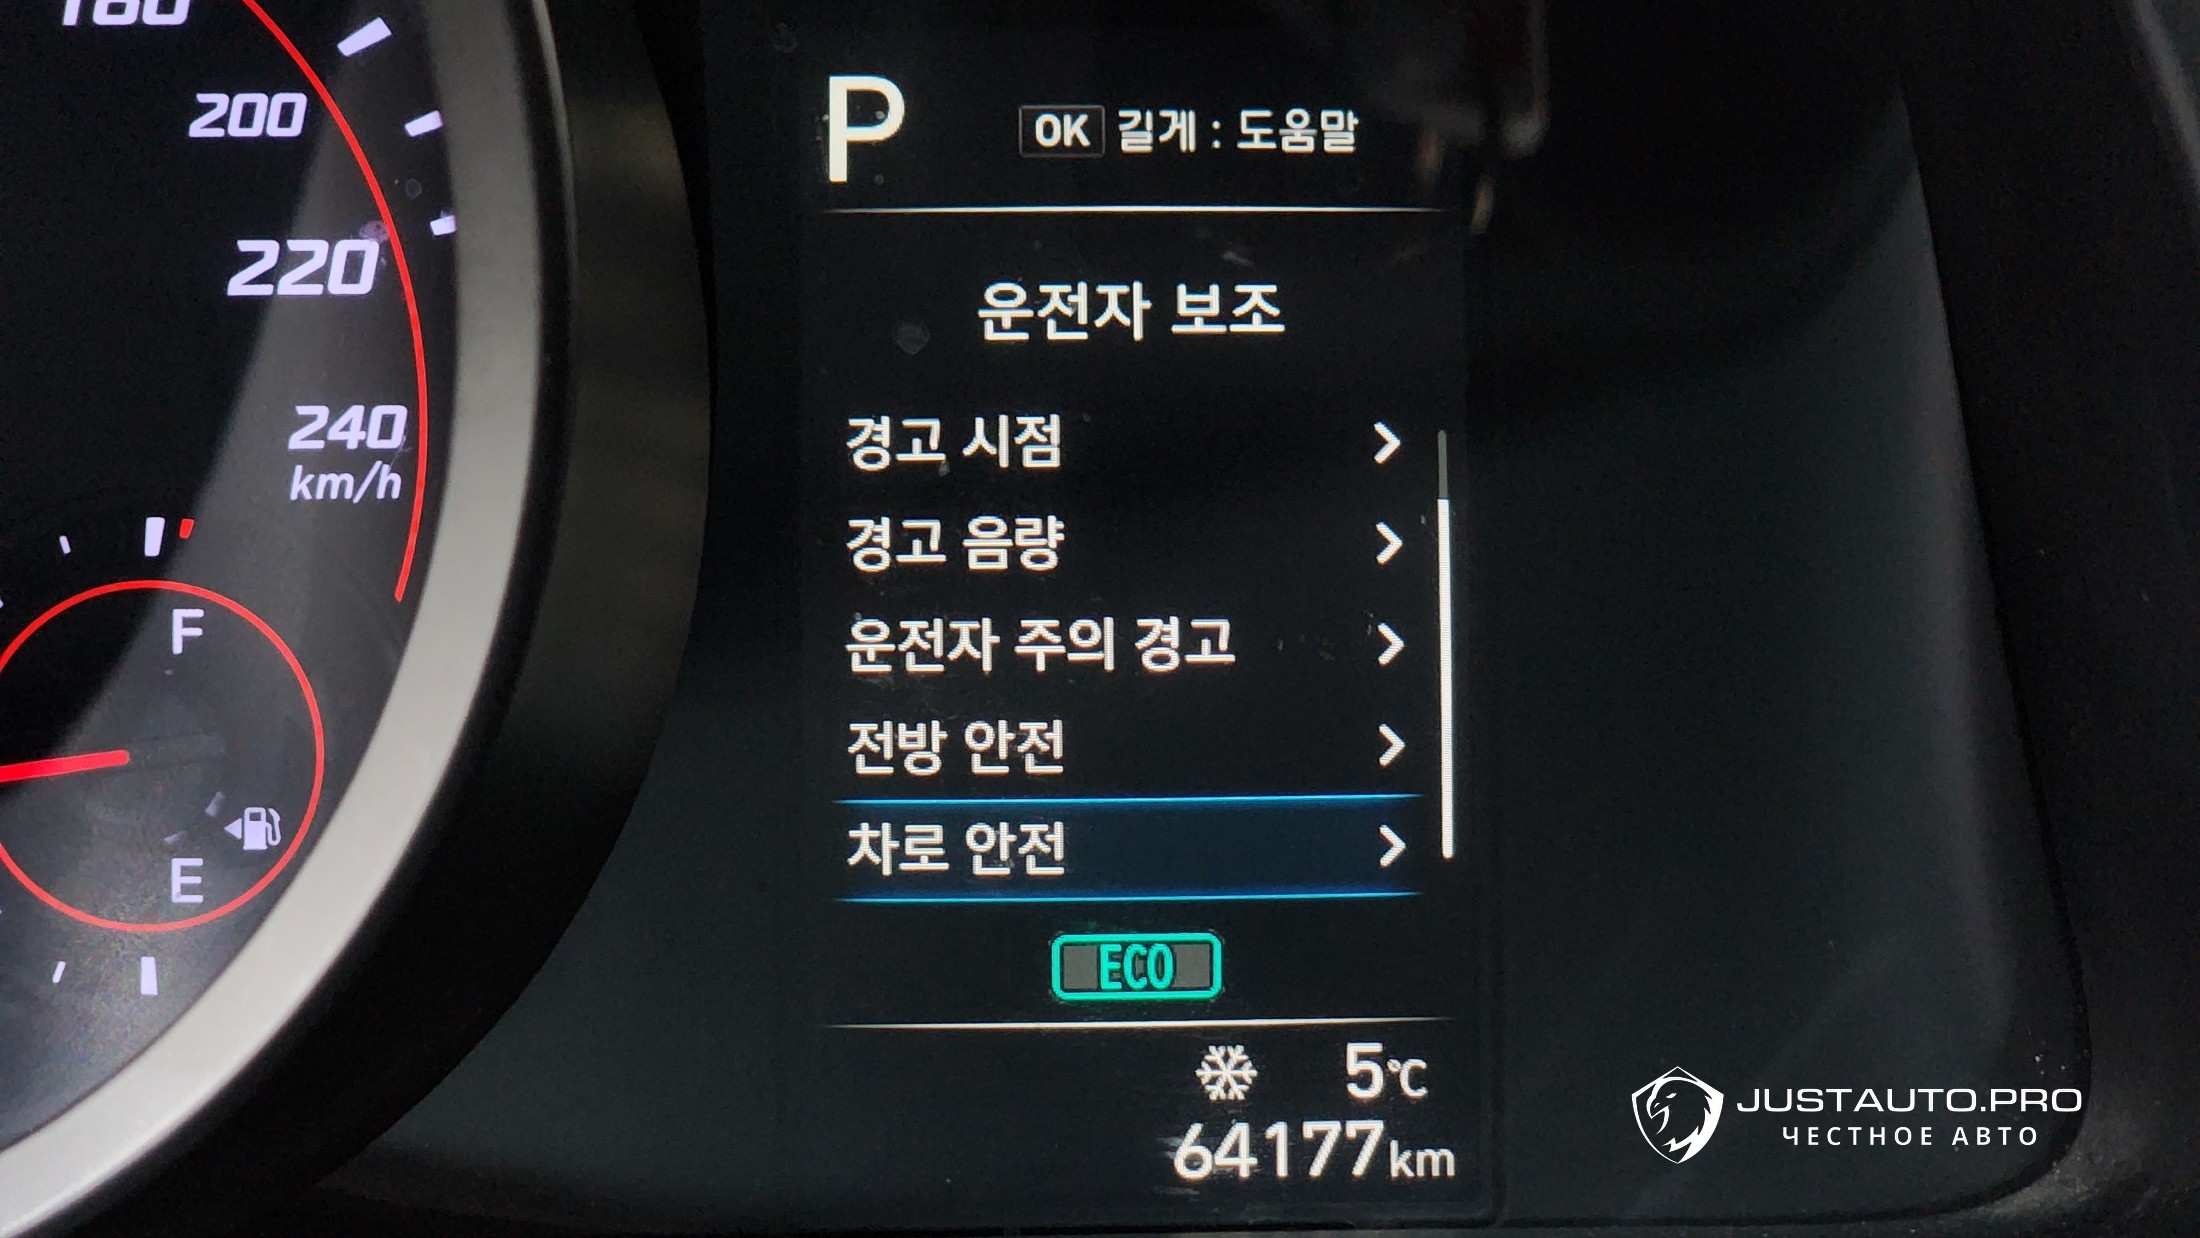 180
200
220
240
km/h
F
E
P
OK 길게 : 도움말
운전자 보조
경고 시점
경고 음량
운전자 주의 경고
전방 안전
차로 안전
ECO
5°C
64177km
JUSTAUTO.PRO
ЧЕСТНОЕ АВТО